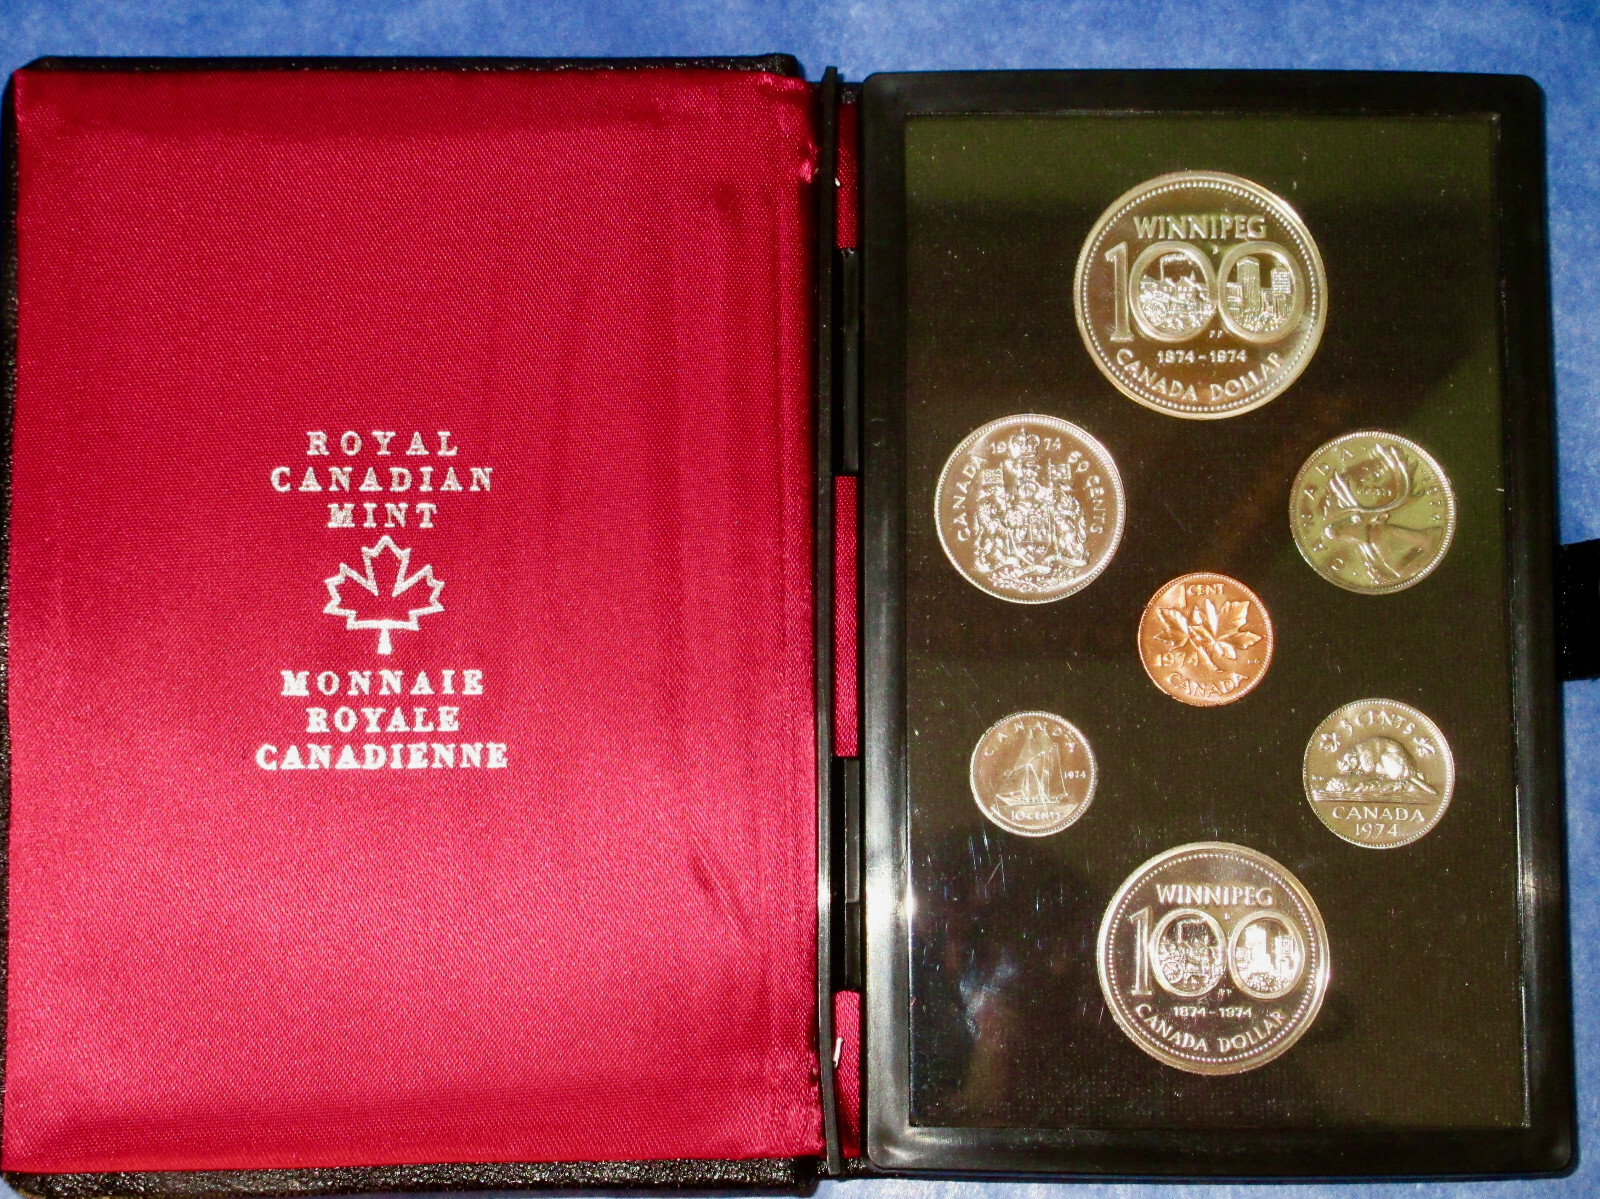 ROYAL
CANADIAN
MINT
MONNAIE
ROYALE
CANADIENNE
WINNIPEG
100
1874-1974
CANADA DOLLAR
CANADA 1974 50 CENTS
CANADA
CENT
1974
CANADA
CANADA
1974
10 CENTS
5 CENTS
CANADA
1974
WINNIPEG
100
1874-1974
CANADA DOLLAR